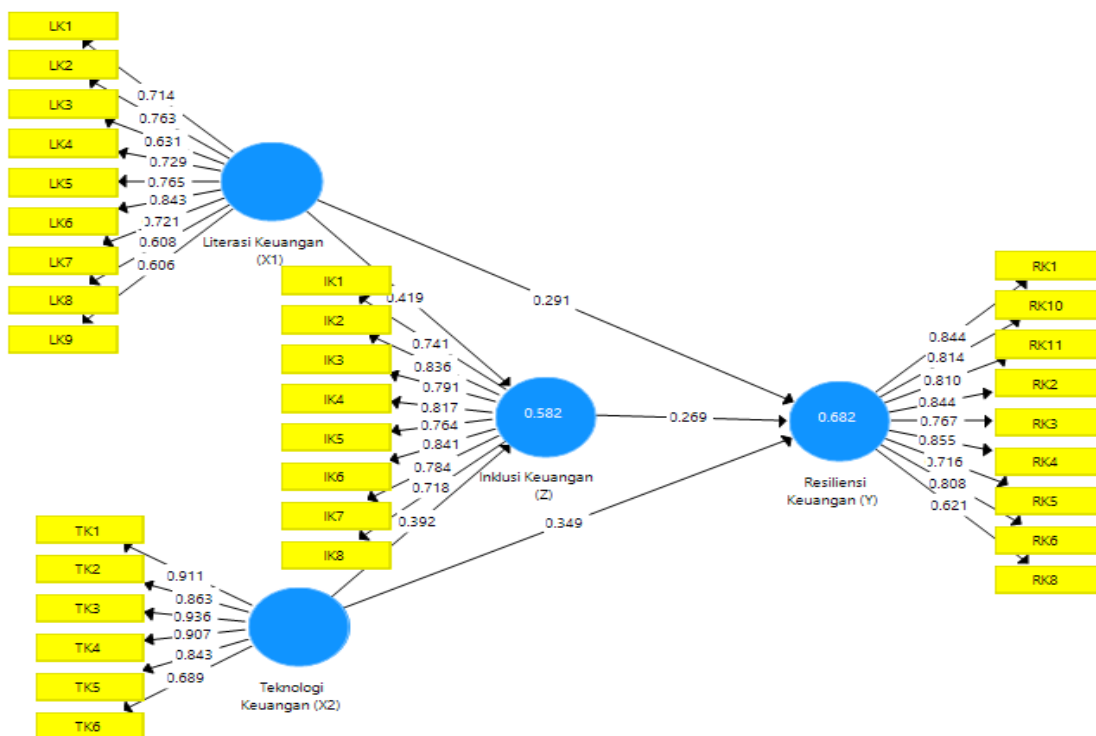 LK1
LK2
LK3
LK4
LK5
LK6
LK7
LK8
LK9
0.714
0.763
0.631
0.729
0.765
0.843
0.721
0.608
0.606
Literasi Keuangan
(X1)
IK1
IK2
IK3
IK4
IK5
IK6
IK7
IK8
0.419
0.741
0.836
0.791
0.817
0.764
0.841
0.784
0.718
0.392
0.582
Inklusi Keuangan
(Z)
0.291
0.269
0.349
0.682
Resiliensi
Keuangan (Y)
0.844
0.814
0.810
0.844
0.767
0.855
0.716
0.808
0.621
RK1
RK10
RK11
RK2
RK3
RK4
RK5
RK6
RK8
TK1
TK2
TK3
TK4
TK5
TK6
0.911
0.863
0.936
0.907
0.843
0.689
Teknologi
Keuangan (X2)